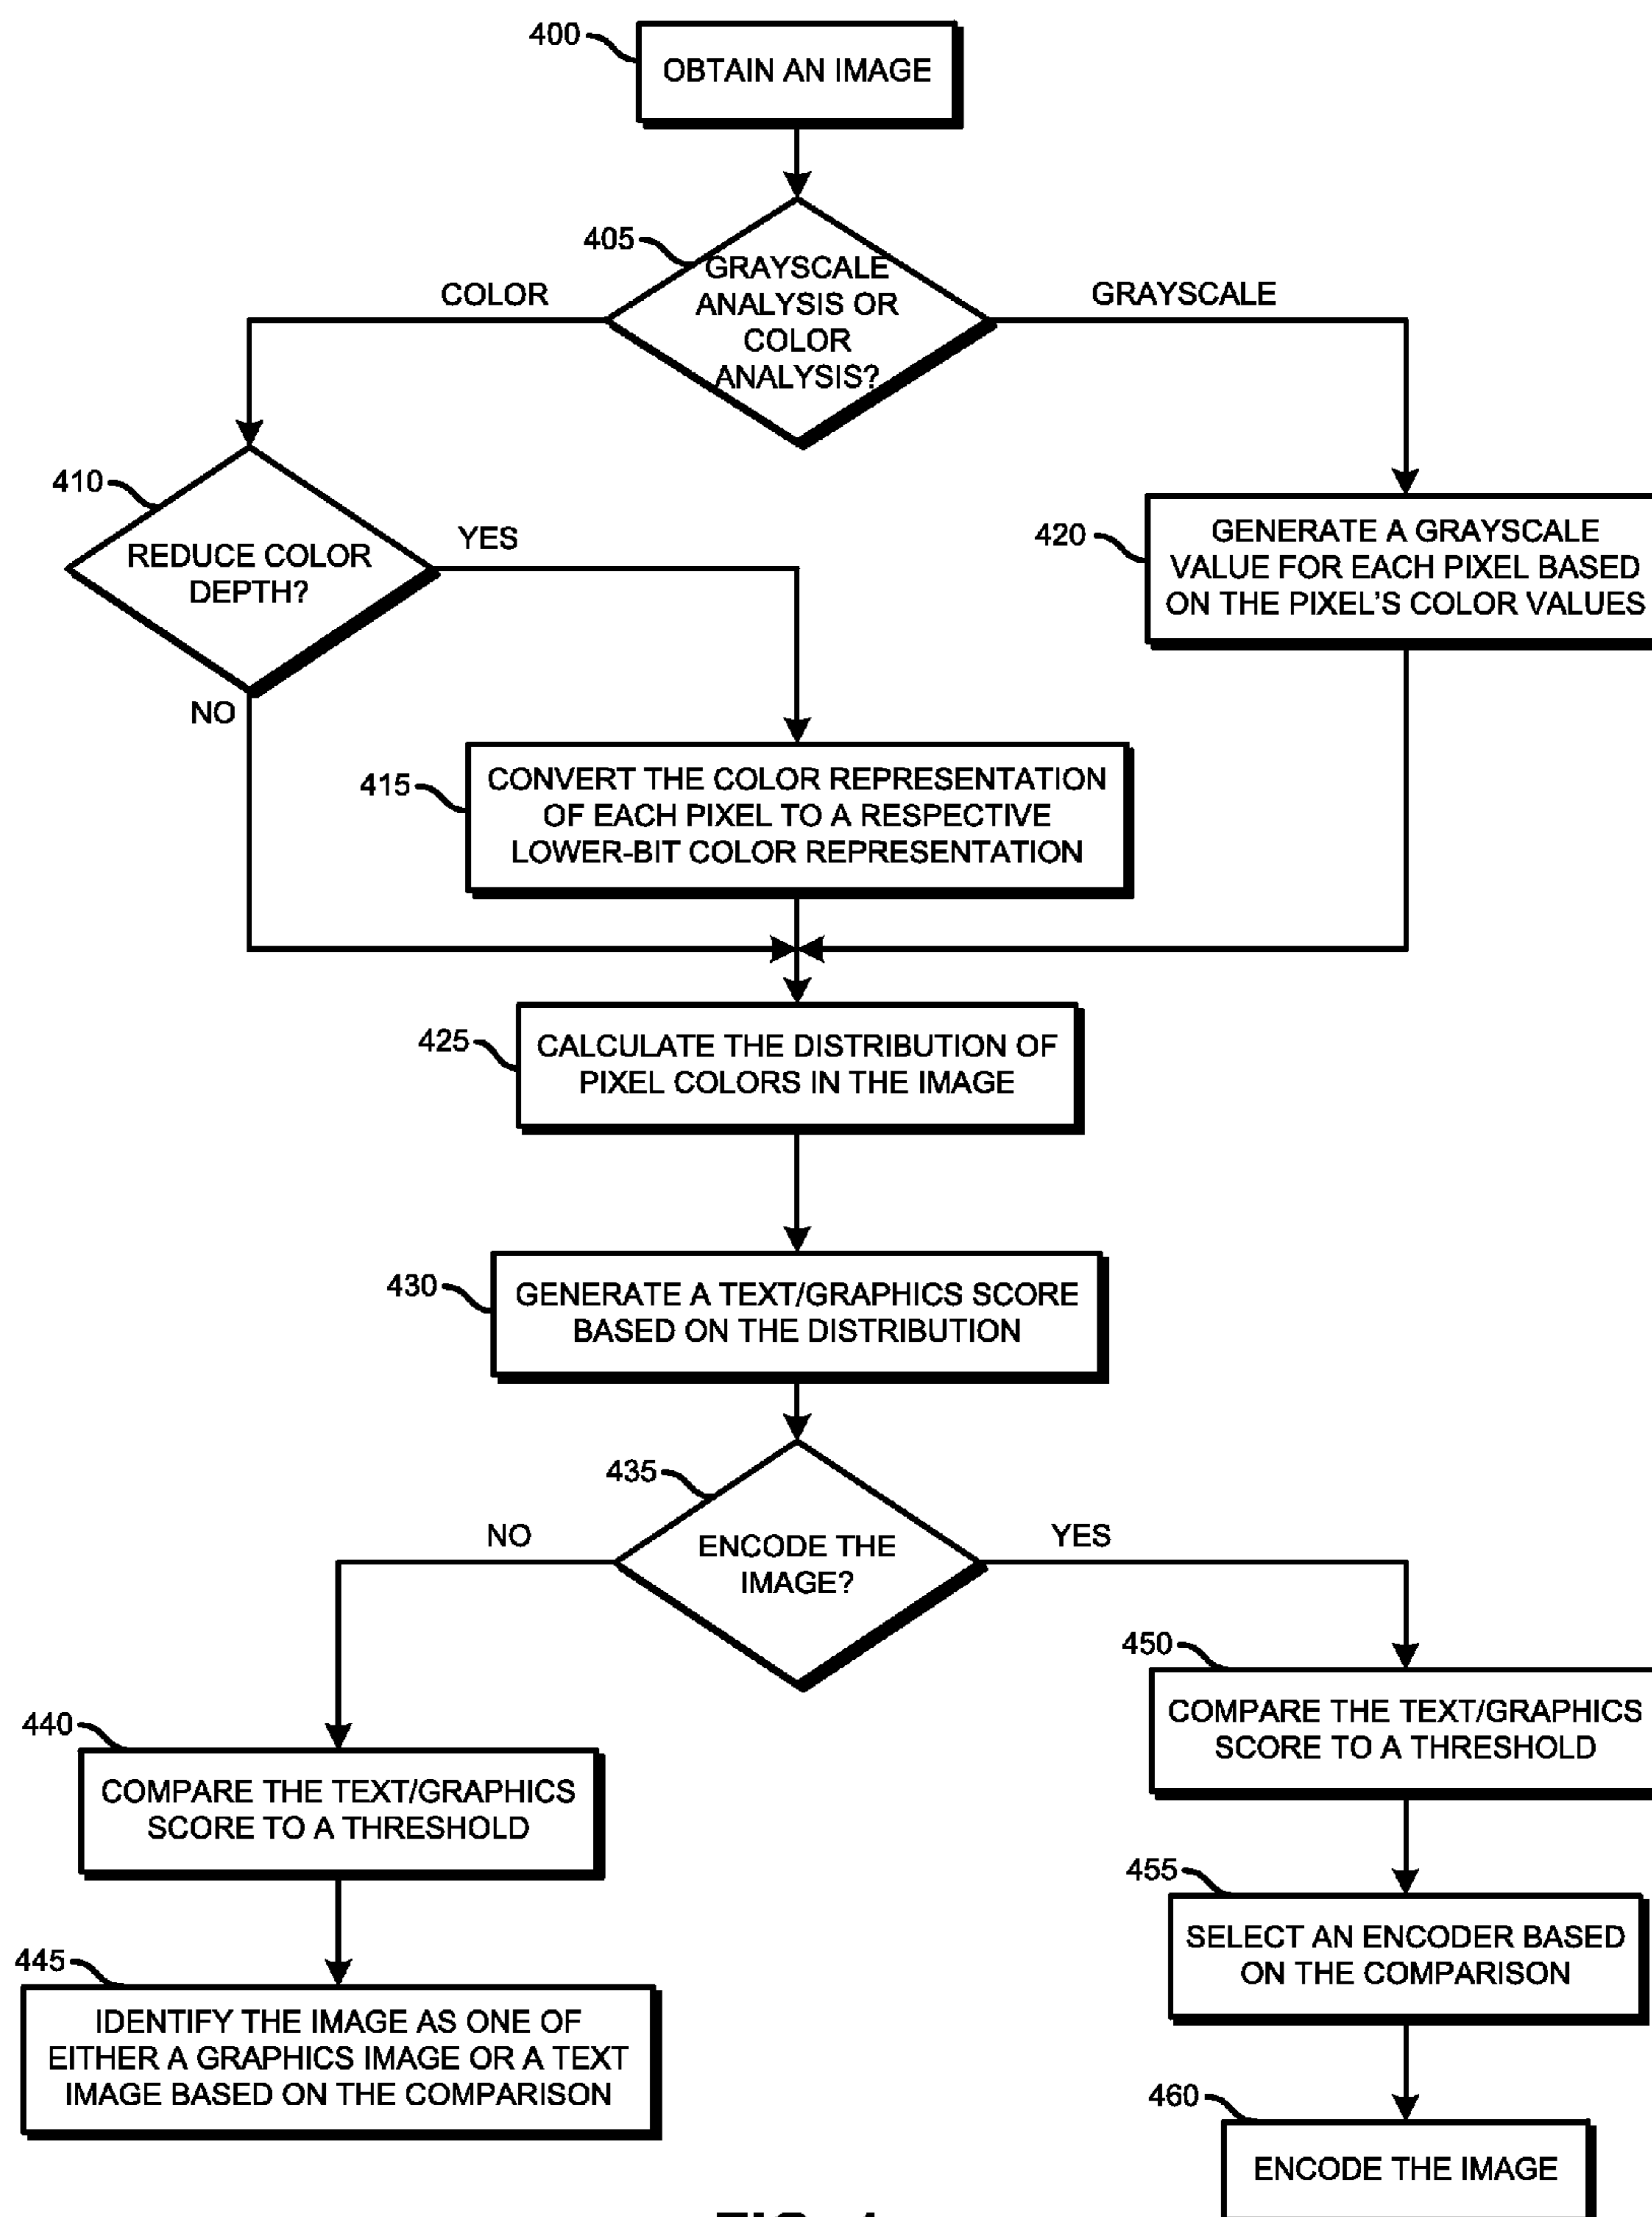 400
OBTAIN AN IMAGE
405
GRAYSCALE
ANALYSIS OR
COLOR
ANALYSIS?
COLOR
GRAYSCALE
410
REDUCE COLOR
DEPTH?
YES
NO
420
GENERATE A GRAYSCALE
VALUE FOR EACH PIXEL BASED
ON THE PIXEL'S COLOR VALUES
415
CONVERT THE COLOR REPRESENTATION
OF EACH PIXEL TO A RESPECTIVE
LOWER-BIT COLOR REPRESENTATION
425
CALCULATE THE DISTRIBUTION OF
PIXEL COLORS IN THE IMAGE
430
GENERATE A TEXT/GRAPHICS SCORE
BASED ON THE DISTRIBUTION
435
ENCODE THE
IMAGE?
NO
YES
440
COMPARE THE TEXT/GRAPHICS
SCORE TO A THRESHOLD
445
IDENTIFY THE IMAGE AS ONE OF
EITHER A GRAPHICS IMAGE OR A TEXT
IMAGE BASED ON THE COMPARISON
450
COMPARE THE TEXT/GRAPHICS
SCORE TO A THRESHOLD
455
SELECT AN ENCODER BASED
ON THE COMPARISON
460
ENCODE THE IMAGE